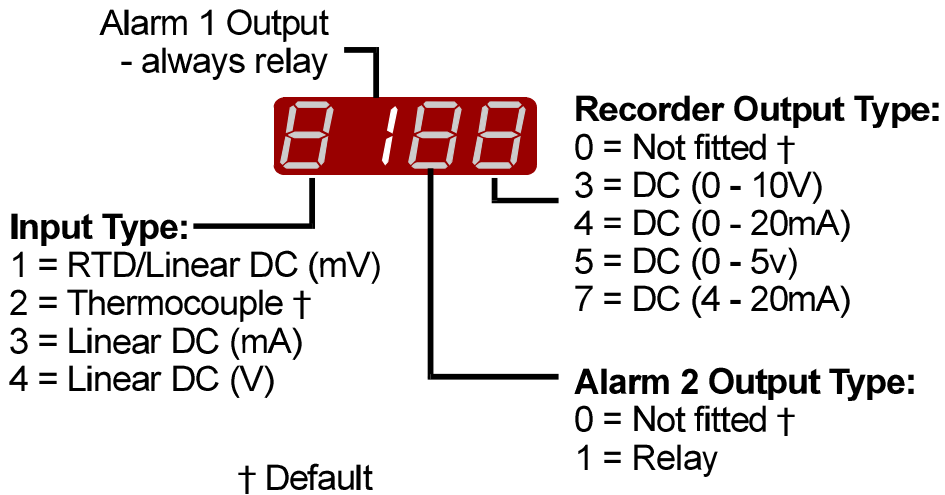 Alarm 1 Output
- always relay
8188
Input Type:
1 = RTD/Linear DC (mV)
2 = Thermocouple †
3 = Linear DC (mA)
4 = Linear DC (V)
Recorder Output Type:
0 = Not fitted †
3 = DC (0 - 10V)
4 = DC (0 - 20mA)
5 = DC (0 - 5v)
7 = DC (4 - 20mA)
Alarm 2 Output Type:
0 = Not fitted †
1 = Relay
† Default